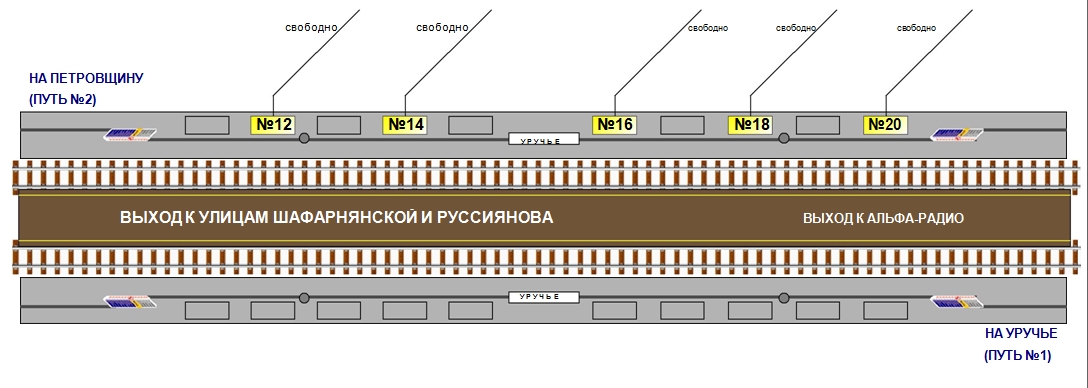 свободно свободно свободно свободно свободно
НА ПЕТРОВЩИНУ
(ПУТЬ №2)
№12 №14 №16 №18 №20
УРУЧЬЕ
ВЫХОД К УЛИЦАМ ШАФАРНЯНСКОЙ И РУССИЯНОВА ВЫХОД К АЛЬФА-РАДИО
УРУЧЬЕ
НА УРУЧЬЕ
(ПУТЬ №1)